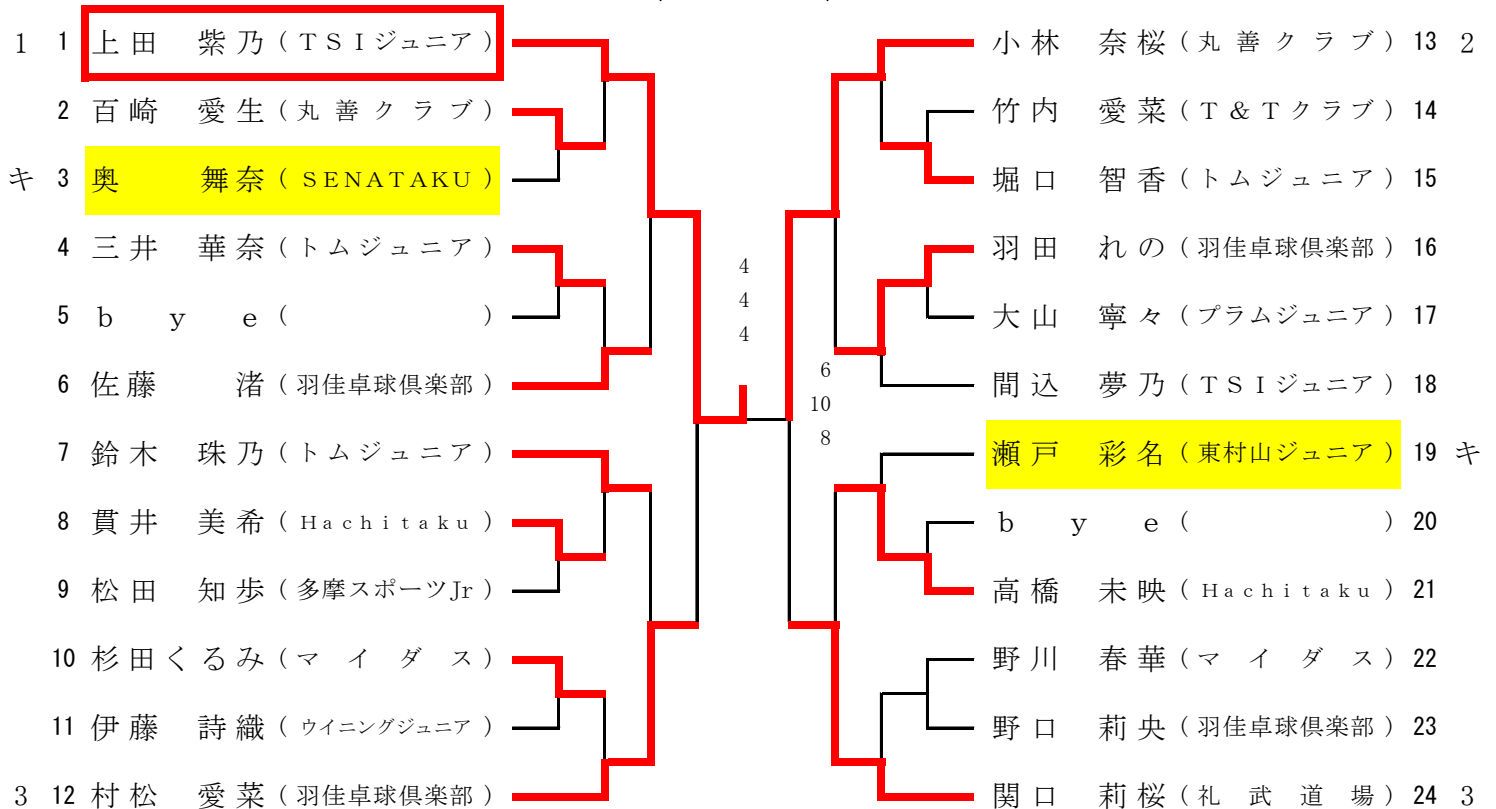 1 1 上田 紫乃 (TSIジュニア)
2 百崎 愛生 (丸善クラブ)
キ 3 奥 舞奈 (SENATAKU)
4 三井 華奈 (トムジュニア)
5 bye ( )
6 佐藤 渚 (羽佳卓球倶楽部)
7 鈴木 珠乃 (トムジュニア)
8 貫井 美希 (Hachitaku)
9 松田 知歩 (多摩スポーツJr)
10 杉田くるみ (マイダス)
11 伊藤 詩織 (ウイニングジュニア)
3 12 村松 愛菜 (羽佳卓球倶楽部)
4
4
4
6
10
8
小林 奈桜 (丸善クラブ) 13 2
竹内 愛菜 (T&Tクラブ) 14
堀口 智香 (トムジュニア) 15
羽田 れの (羽佳卓球倶楽部) 16
大山 寧々 (プラムジュニア) 17
間込 夢乃 (TSIジュニア) 18
瀬戸 彩名 (東村山ジュニア) 19 キ
bye ( ) 20
高橋 未映 (Hachitaku) 21
野川 春華 (マイダス) 22
野口 莉央 (羽佳卓球倶楽部) 23
関口 莉桜 (礼武道場) 24 3